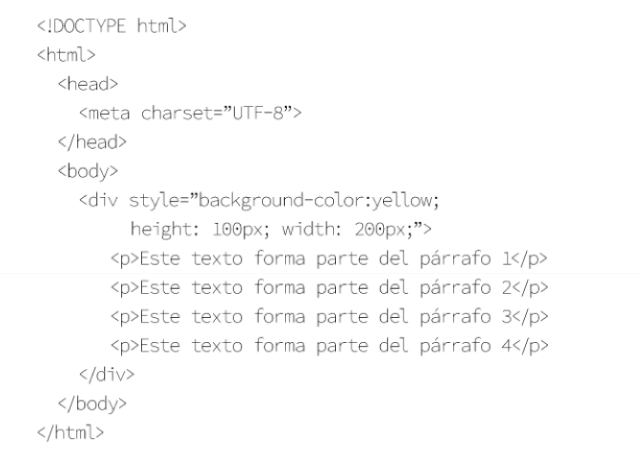 <!DOCTYPE html>
<html>
<head>
<meta charset=”UTF-8”>
</head>
<body>
<div style=”background-color:yellow;
height: 100px; width: 200px;”>
<p>Este texto forma parte del párrafo 1</p>
<p>Este texto forma parte del párrafo 2</p>
<p>Este texto forma parte del párrafo 3</p>
<p>Este texto forma parte del párrafo 4</p>
</div>
</body>
</html>